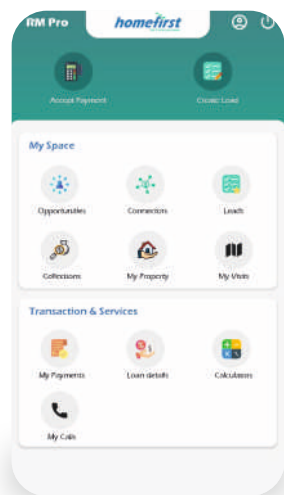 RM Pro homefirst
Accept Payment Create Lead
My Space
Opportunities Connectors Leads
Collections My Property My Visits
Transaction & Services
My Payments Loan details Calculators
My Calls